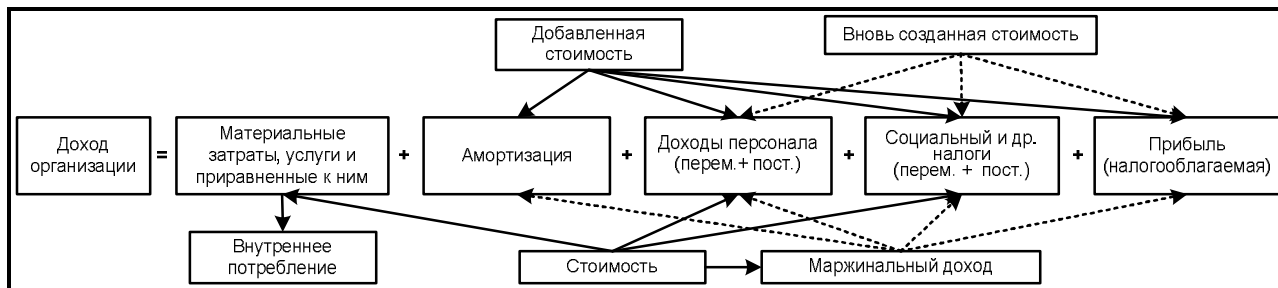 Добавленная
стоимость
Вновь созданная стоимость
Доход
организации
=
Материальные
затраты, услуги и
приравненные к ним
+
Амортизация
+
Доходы персонала
(перем.+ пост.)
+
Социальный и др.
налоги
(перем. + пост.)
+
Прибыль
(налогооблагаемая)
Внутреннее
потребление
Стоимость
Маржинальный доход